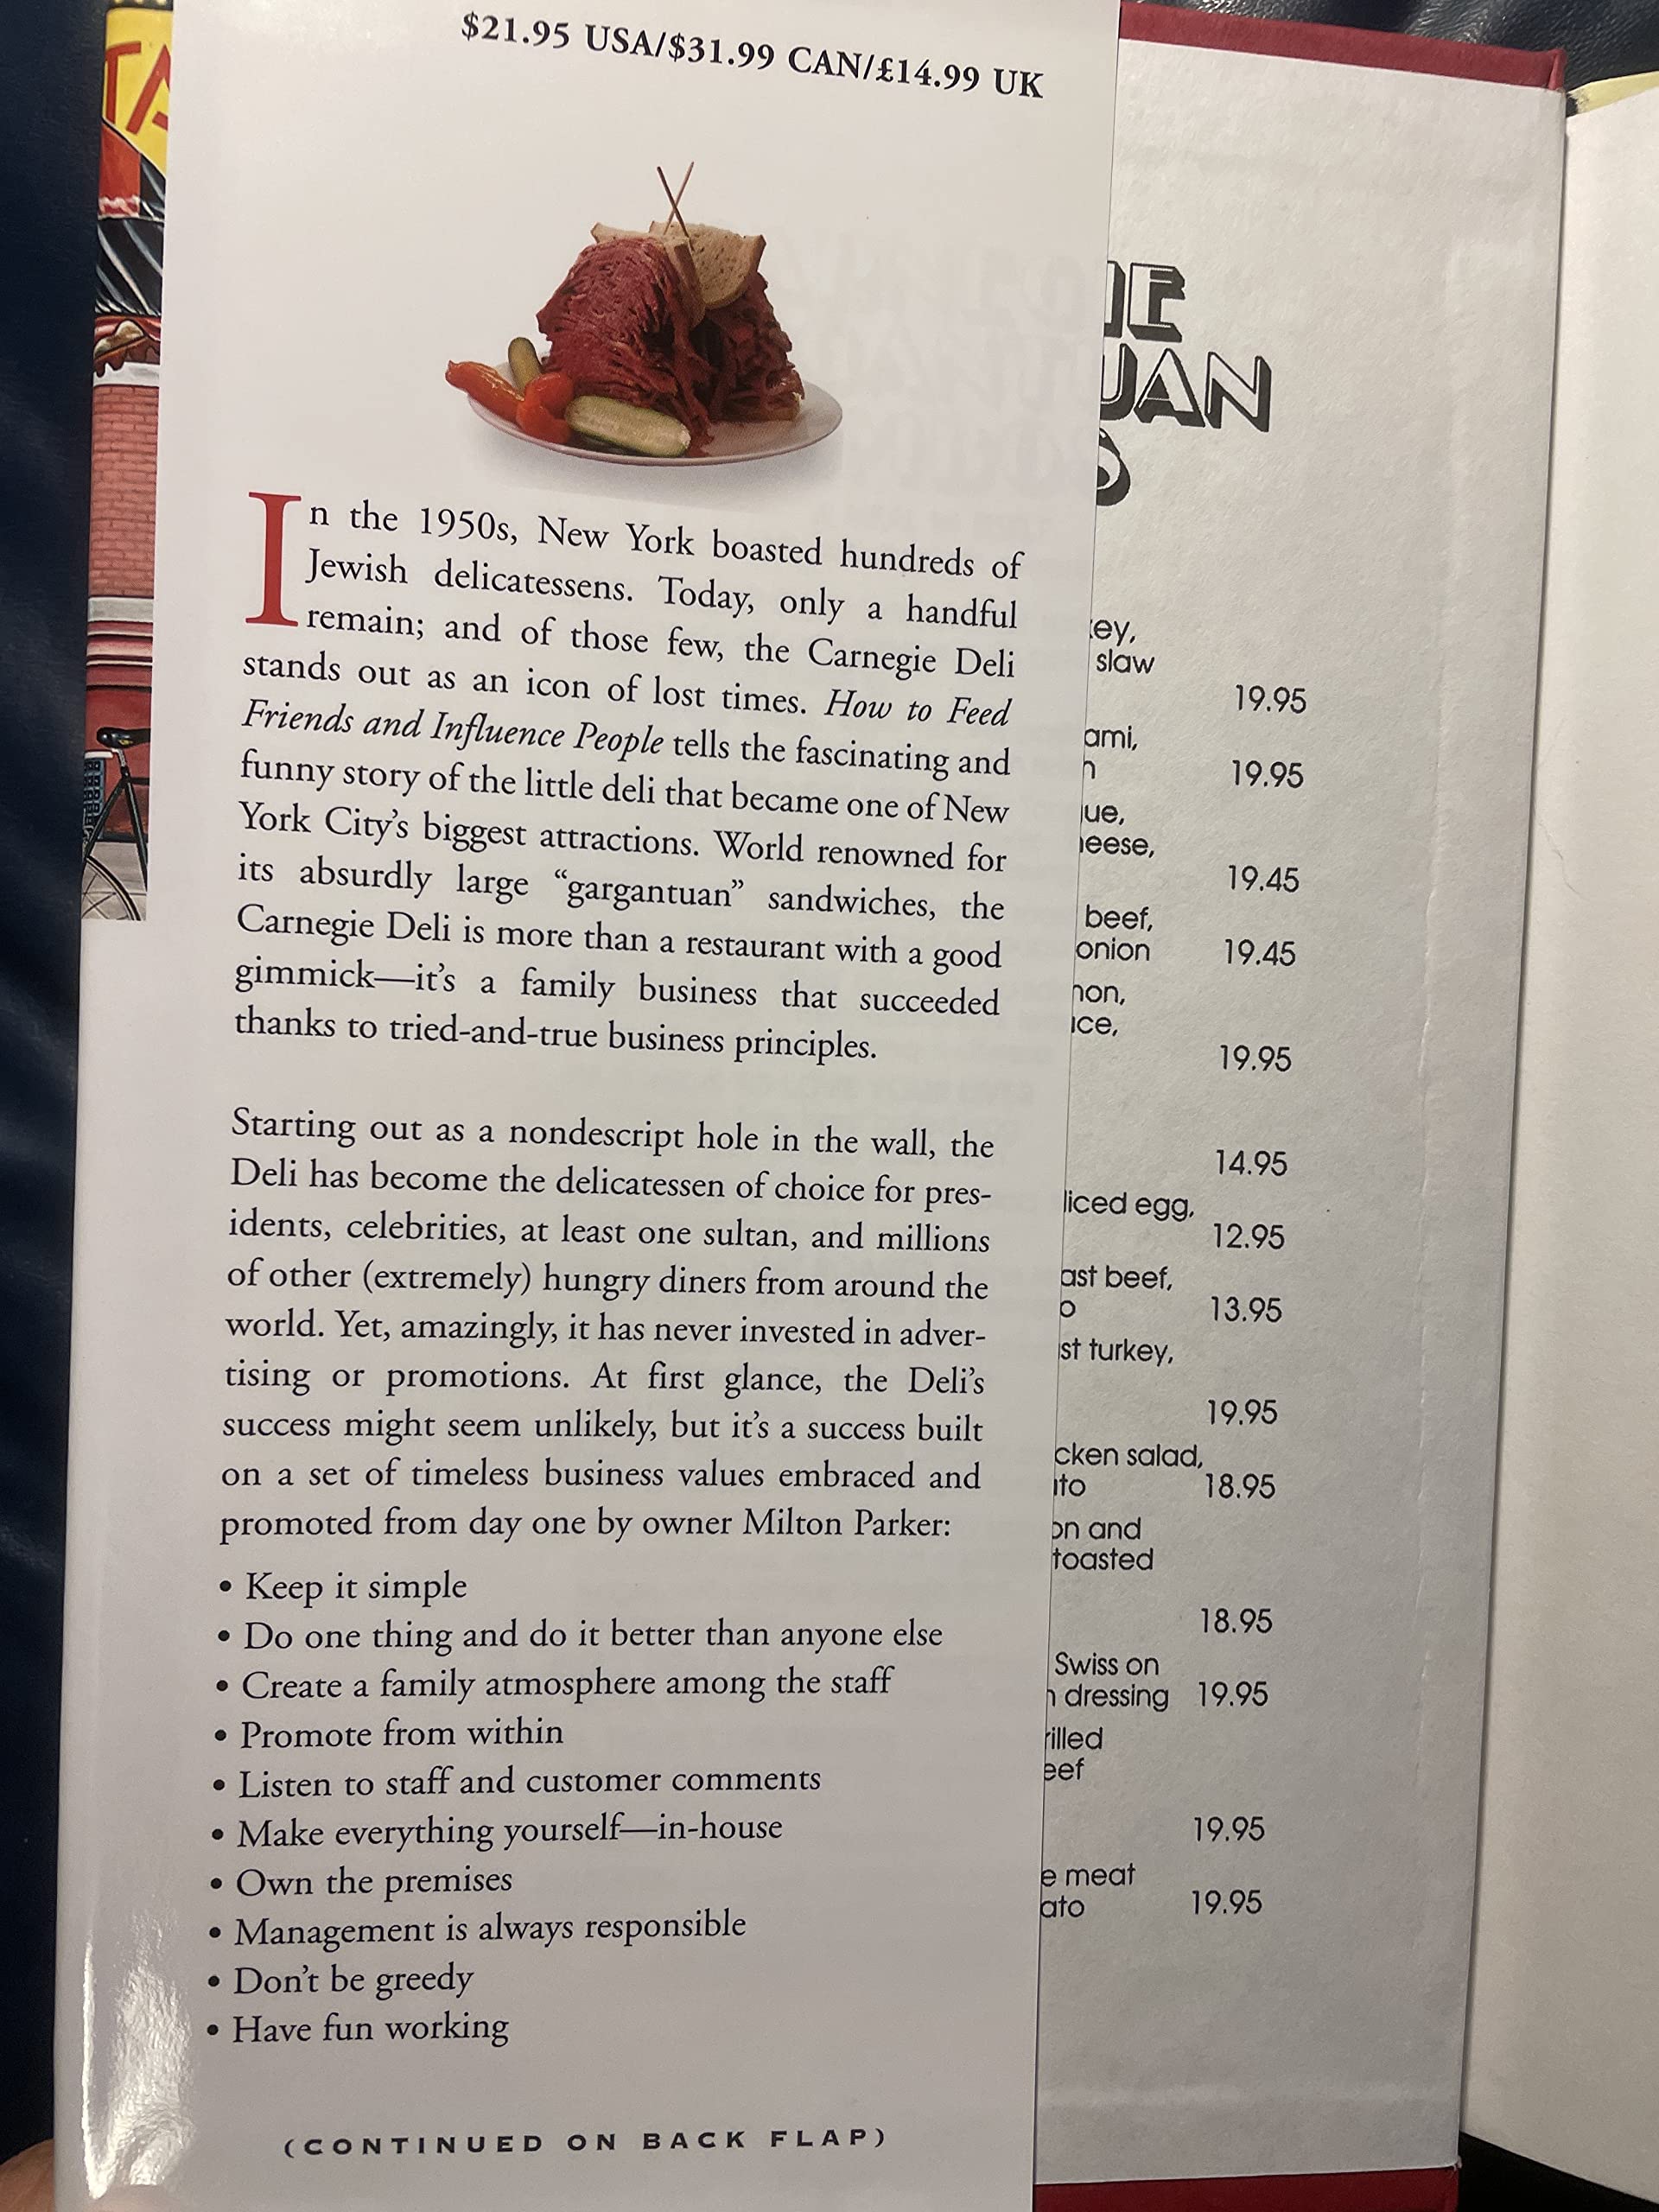 $21.95 USA/$31.99 CAN/£14.99 UK
In the 1950s, New York boasted hundreds of
Jewish delicatessens. Today, only a handful
remain; and of those few, the Carnegie Deli
stands out as an icon of lost times. How to Feed
Friends and Influence People tells the fascinating and
funny story of the little deli that became one of New
York City's biggest attractions. World renowned for
its absurdly large “gargantuan” sandwiches, the
Carnegie Deli is more than a restaurant with a good
gimmick—it's a family business that succeeded
thanks to tried-and-true business principles.
Starting out as a nondescript hole in the wall, the
Deli has become the delicatessen of choice for pres-
idents, celebrities, at least one sultan, and millions
of other (extremely) hungry diners from around the
world. Yet, amazingly, it has never invested in adver-
tising or promotions. At first glance, the Deli's
success might seem unlikely, but it's a success built
on a set of timeless business values embraced and
promoted from day one by owner Milton Parker:
• Keep it simple
• Do one thing and do it better than anyone else
• Create a family atmosphere among the staff
• Promote from within
• Listen to staff and customer comments
• Make everything yourself—in-house
• Own the premises
• Management is always responsible
• Don't be greedy
• Have fun working
(CONTINUED ON BACK FLAP)
TA
slaw
19.95
19.95
19.45
beef,
onion 19.45
19.95
14.95
egg,
12.95
beef,
13.95
turkey,
19.95
salad,
18.95
and
toasted
18.95
Swiss on
dressing 19.95
19.95
meat
19.95